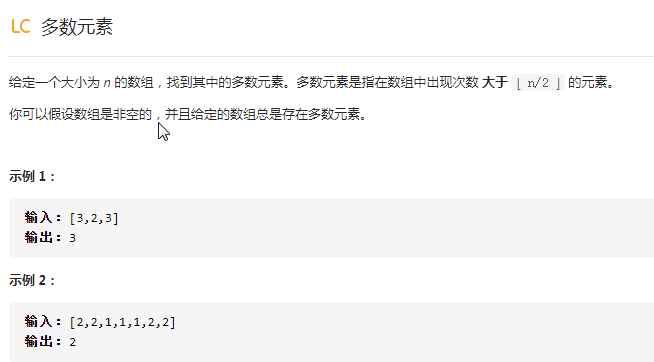 LC 多数元素
给定一个大小为 n 的数组，找到其中的多数元素。多数元素是指在数组中出现次数 大于 ⌊ n/2 ⌋ 的元素。
你可以假设数组是非空的，并且给定的数组总是存在多数元素。
示例 1：
输入：[3,2,3]
输出：3
示例 2：
输入：[2,2,1,1,1,2,2]
输出：2